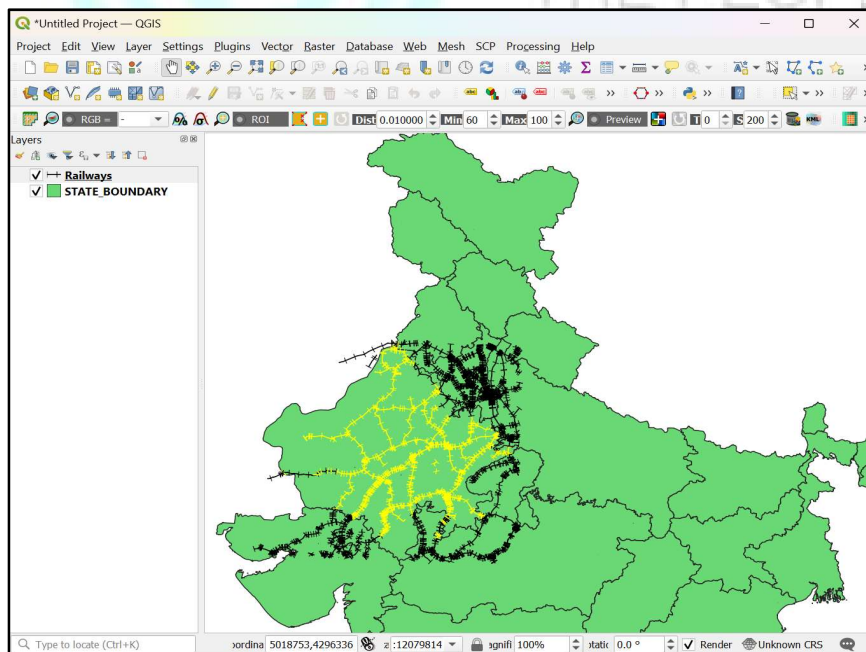 *Untitled Project — QGIS
Project Edit View Layer Settings Plugins Vector Raster Database Web Mesh SCP Processing Help
RGB = - ROI Dist 0.010000 Min 60 Max 100 Preview T 0 S 200 KML
Layers
Railways
STATE_BOUNDARY
Type to locate (Ctrl+K) oordina 5018753,4296336 :12079814 agnifi 100% otatic 0.0 ° Render Unknown CRS